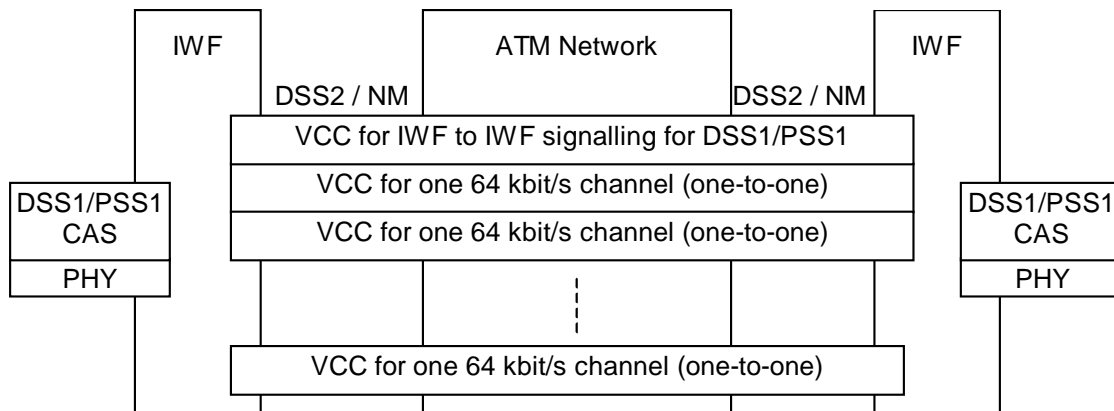 IWF
ATM Network
IWF
DSS2 / NM
DSS2 / NM
VCC for IWF to IWF signalling for DSS1/PSS1
VCC for one 64 kbit/s channel (one-to-one)
VCC for one 64 kbit/s channel (one-to-one)
DSS1/PSS1
CAS
PHY
DSS1/PSS1
CAS
PHY
VCC for one 64 kbit/s channel (one-to-one)